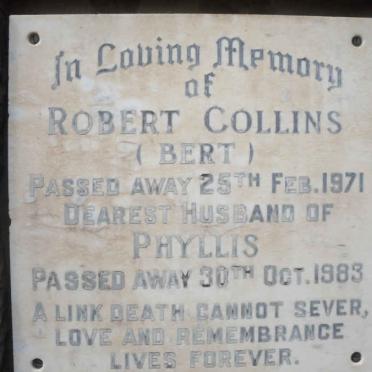 In Loving Memory
of
ROBERT COLLINS
( BERT )
PASSED AWAY 25TH FEB. 1971
DEAREST HUSBAND OF
PHYLLIS
PASSED AWAY 30TH OCT. 1983
A LINK DEATH CANNOT SEVER,
LOVE AND REMEMBRANCE
LIVES FOREVER.